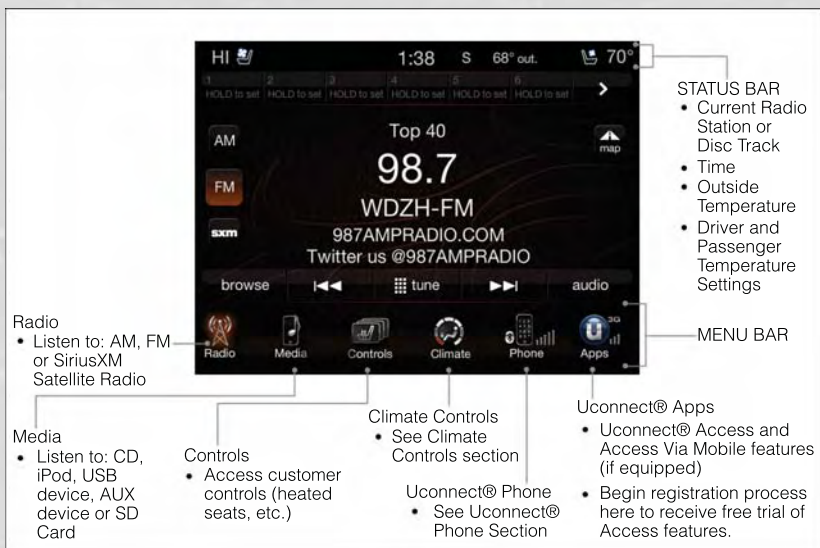 HI
1:38
S
68° out.
70°
1
2
3
4
5
6
HOLD to set
HOLD to set
HOLD to set
HOLD to set
HOLD to set
HOLD to set
AM
Top 40
map
98.7
FM
WDZH-FM
sxm
987AMPRADIO.COM
Twitter us @987AMPRADIO
browse
tune
audio
3G
Radio
Media
Controls
Climate
Phone
Apps
STATUS BAR
• Current Radio
Station or
Disc Track
• Time
• Outside
Temperature
• Driver and
Passenger
Temperature
Settings
MENU BAR
Radio
• Listen to: AM, FM
or SiriusXM
Satellite Radio
Media
• Listen to: CD,
iPod, USB
device, AUX
device or SD
Card
Controls
• Access customer
controls (heated
seats, etc.)
Climate Controls
• See Climate
Controls section
Uconnect® Phone
• See Uconnect®
Phone Section
Uconnect® Apps
• Uconnect® Access and
Access Via Mobile features
(if equipped)
• Begin registration process
here to receive free trial of
Access features.